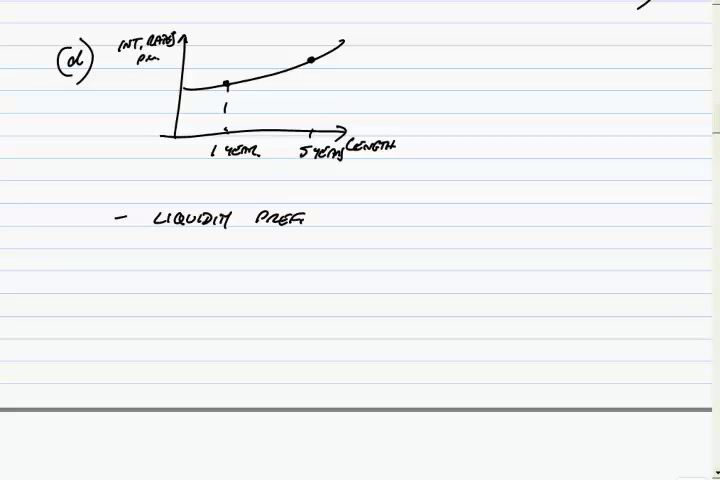 (d)
INT. RATES
p.a.
1 YEAR
5 YEARS
LENGTH
- LIQUIDITY PREF